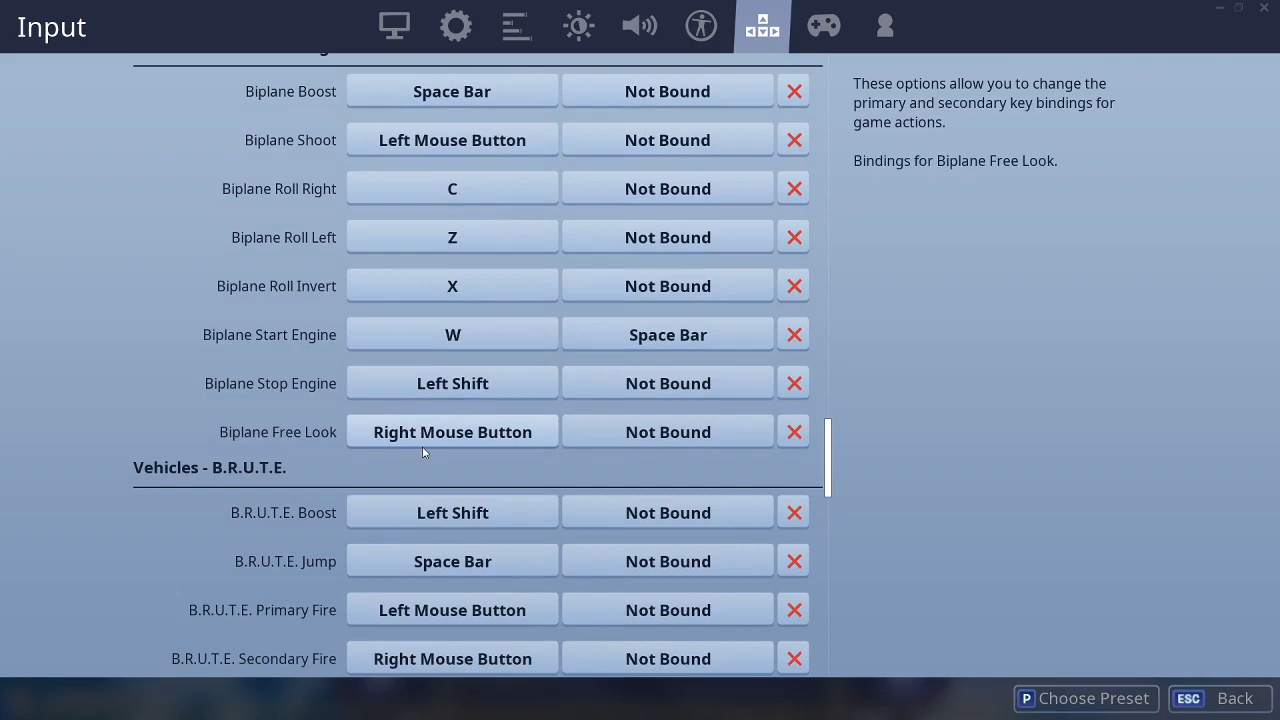 Input
Biplane Boost Space Bar Not Bound
Biplane Shoot Left Mouse Button Not Bound
Biplane Roll Right C Not Bound
Biplane Roll Left Z Not Bound
Biplane Roll Invert X Not Bound
Biplane Start Engine W Space Bar
Biplane Stop Engine Left Shift Not Bound
Biplane Free Look Right Mouse Button Not Bound
Vehicles - B.R.U.T.E.
B.R.U.T.E. Boost Left Shift Not Bound
B.R.U.T.E. Jump Space Bar Not Bound
B.R.U.T.E. Primary Fire Left Mouse Button Not Bound
B.R.U.T.E. Secondary Fire Right Mouse Button Not Bound
These options allow you to change the
primary and secondary key bindings for
game actions.
Bindings for Biplane Free Look.
P Choose Preset ESC Back